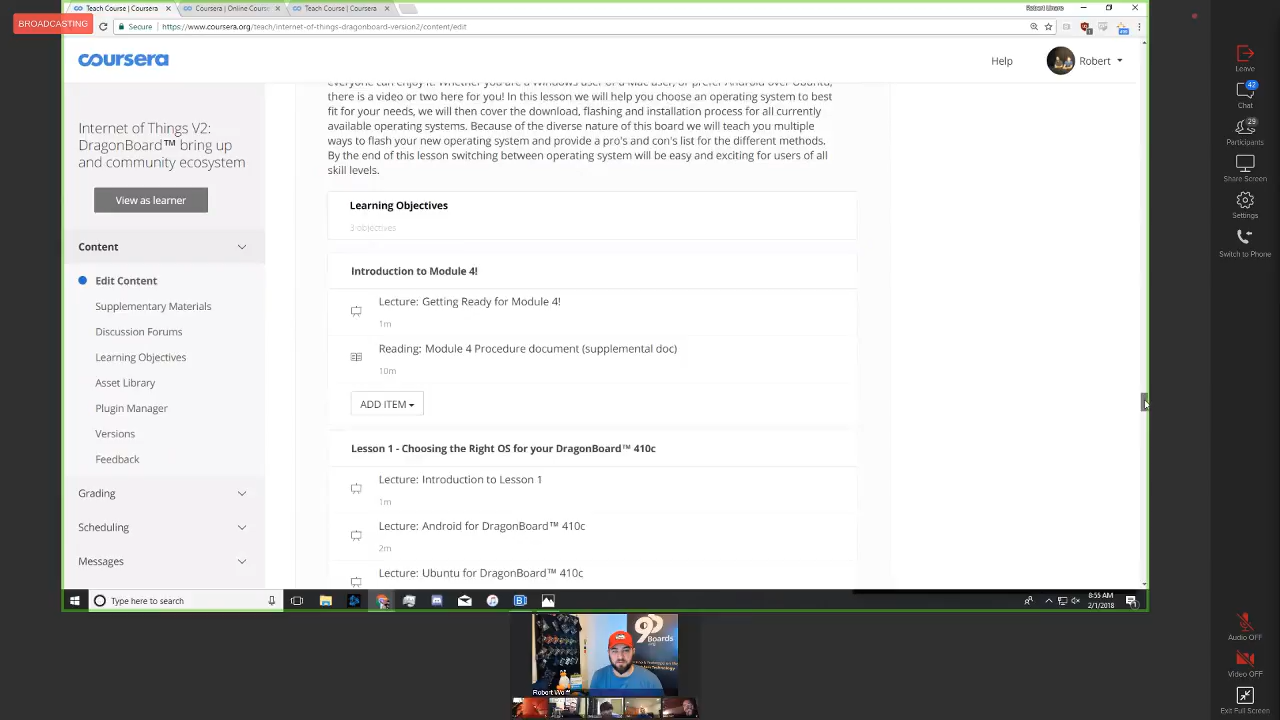 BROADCASTING
Teach Course | Coursera
Coursera | Online Course
Teach Course | Coursera
Secure
https://www.coursera.org/teach/internet-of-things-dragonboard-version2/content/edit
coursera
Help
Robert
everyone can enjoy it. Whether you are a Windows user or a Mac user, or prefer Android over Ubuntu,
there is a video or two here for you! In this lesson we will help you choose an operating system to best
fit for your needs, we will then cover the download, flashing and installation process for all currently
available operating systems. Because of the diverse nature of this board we will teach you multiple
ways to flash your new operating system and provide a pro's and con's list for the different methods.
By the end of this lesson switching between operating system will be easy and exciting for users of all
skill levels.
Internet of Things V2:
DragonBoard™ bring up
and community ecosystem
View as learner
Content
Edit Content
Supplementary Materials
Discussion Forums
Learning Objectives
Asset Library
Plugin Manager
Versions
Feedback
Grading
Scheduling
Messages
Learning Objectives
3 objectives
Introduction to Module 4!
Lecture: Getting Ready for Module 4!
1m
Reading: Module 4 Procedure document (supplemental doc)
10m
ADD ITEM
Lesson 1 - Choosing the Right OS for your DragonBoard™ 410c
Lecture: Introduction to Lesson 1
1m
Lecture: Android for DragonBoard™ 410c
2m
Lecture: Ubuntu for DragonBoard™ 410c
Type here to search
8:55 AM
2/1/2018
Leave
42
Chat
29
Participants
Share Screen
Settings
Switch to Phone
Audio OFF
Video OFF
Exit Full Screen
Boards
Robert Wolff